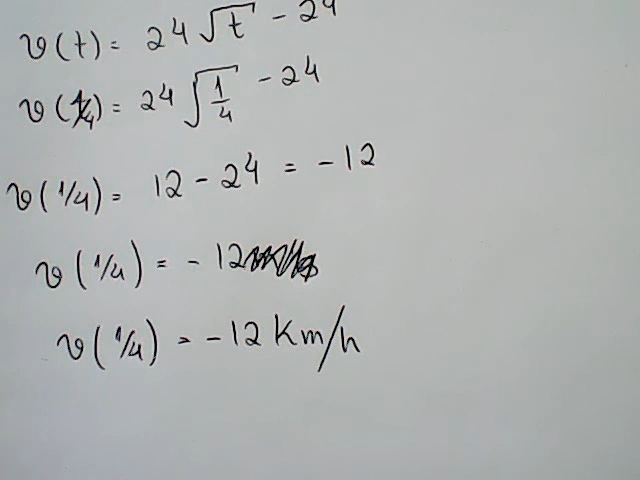 v(t) = 24√t - 24
v(1/4) = 24√1/4 - 24
v(1/4) = 12 - 24 = -12
v(1/4) = -12
v(1/4) = -12 Km/h